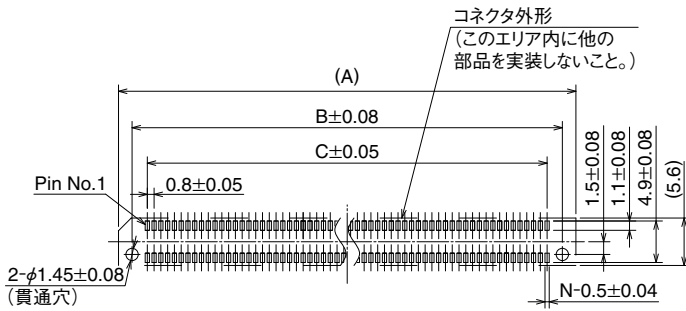 コネクタ外形
(このエリア内に他の
部品を実装しないこと。)
(A)
B±0.08
C±0.05
Pin No.1
0.8±0.05
1.5±0.08
1.1±0.08
4.9±0.08
(5.6)
2-φ1.45±0.08
(貫通穴)
N-0.5±0.04